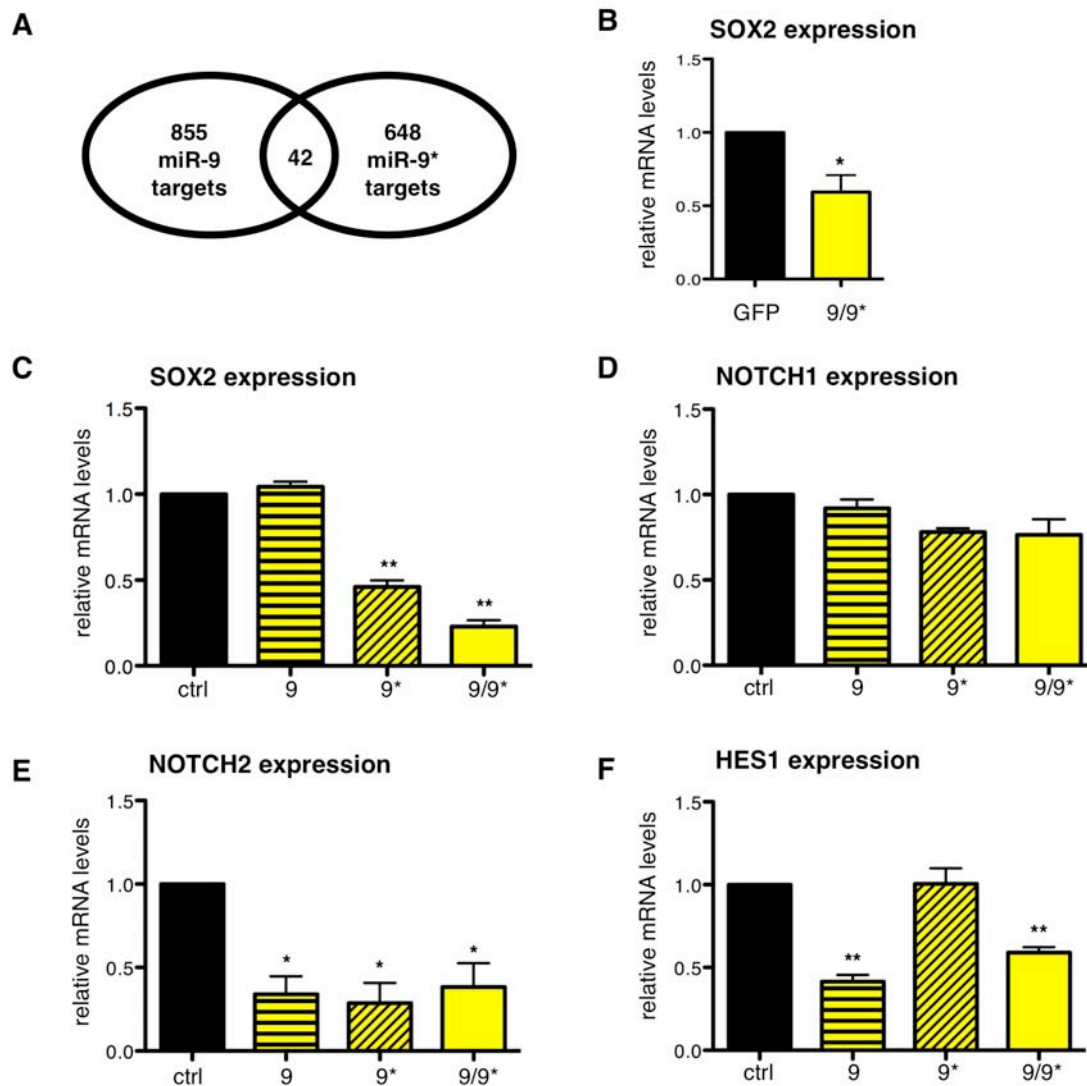 A
855
miR-9
targets
42
648
miR-9*
targets
B
SOX2 expression
relative mRNA levels
1.5
1.0
0.5
0.0
*
GFP
9/9*
C
SOX2 expression
relative mRNA levels
1.5
1.0
0.5
0.0
**
**
ctrl
9
9*
9/9*
D
NOTCH1 expression
relative mRNA levels
1.5
1.0
0.5
0.0
ctrl
9
9*
9/9*
E
NOTCH2 expression
relative mRNA levels
1.5
1.0
0.5
0.0
*
*
*
ctrl
9
9*
9/9*
F
HES1 expression
relative mRNA levels
1.5
1.0
0.5
0.0
**
**
ctrl
9
9*
9/9*